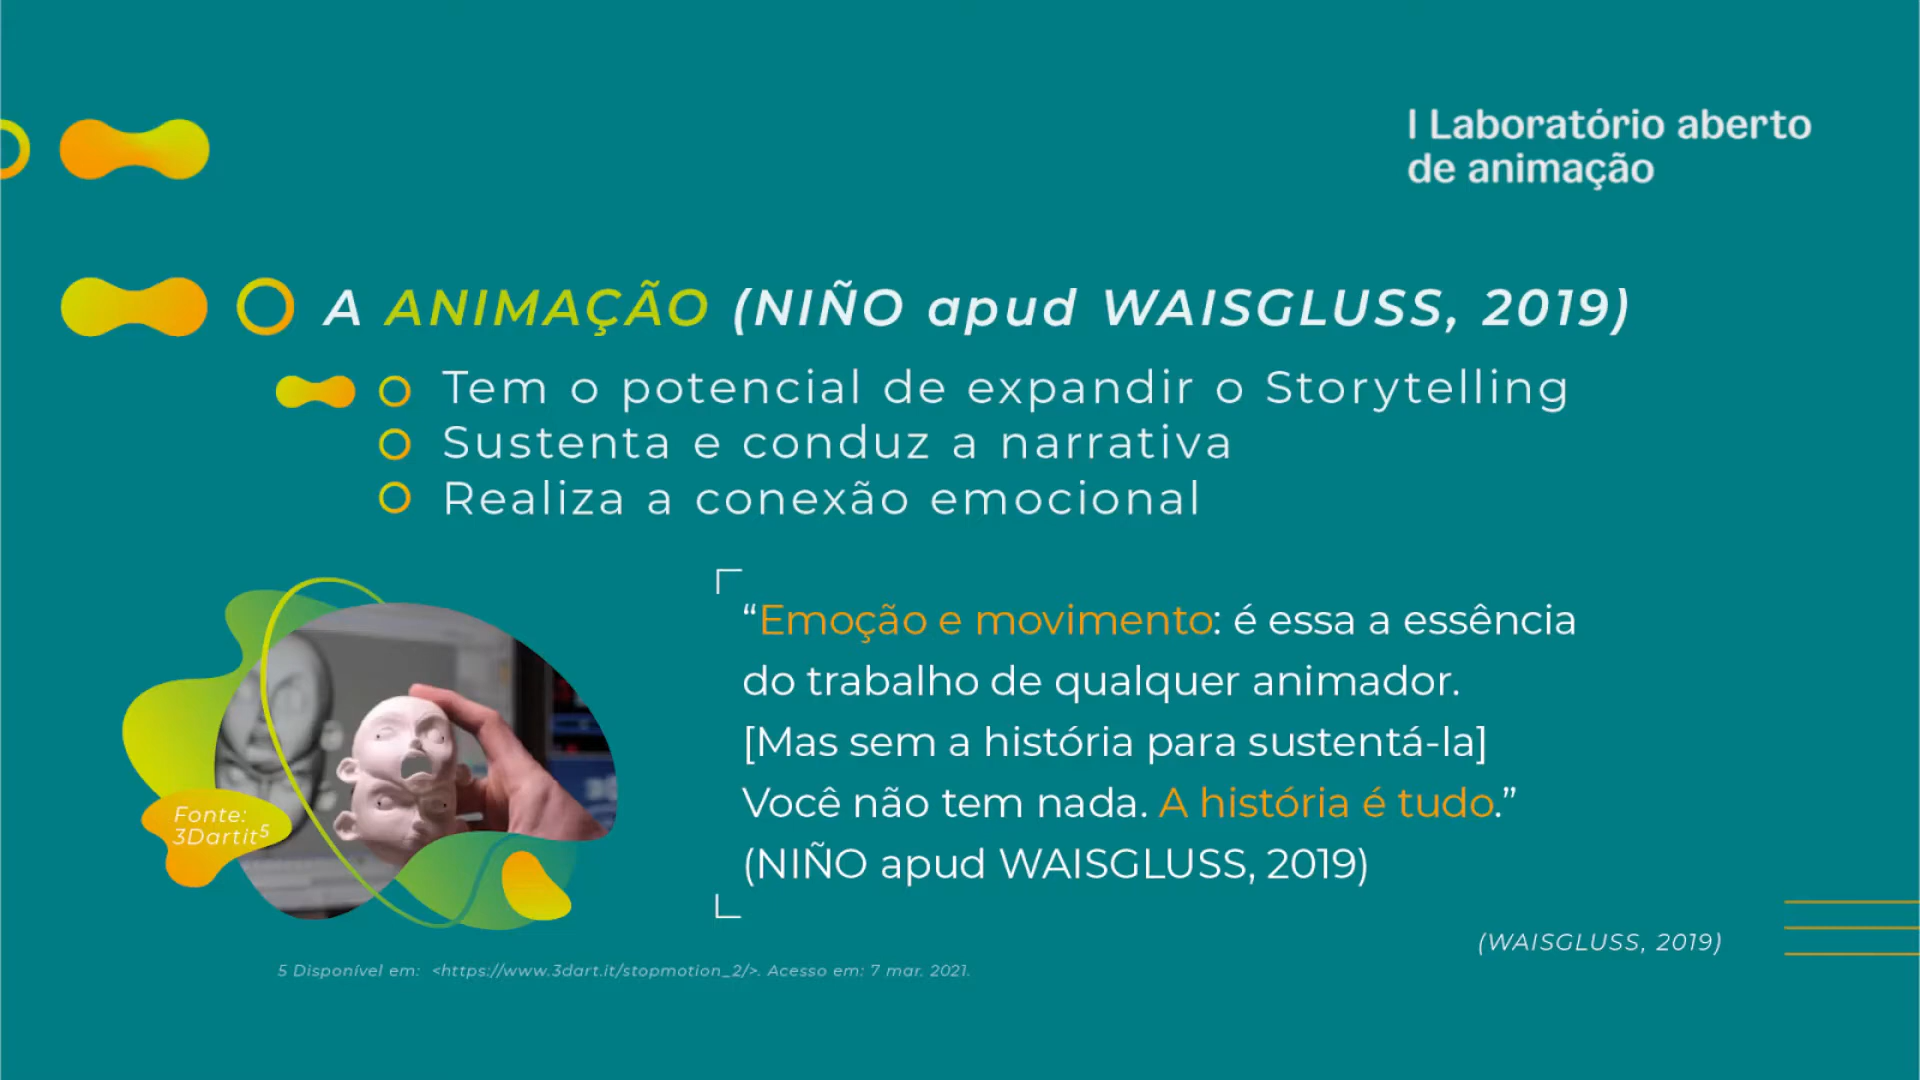 I Laboratório aberto
de animação
A ANIMAÇÃO (NIÑO apud WAISGLUSS, 2019)
Tem o potencial de expandir o Storytelling
Sustenta e conduz a narrativa
Realiza a conexão emocional
“Emoção e movimento: é essa a essência
do trabalho de qualquer animador.
[Mas sem a história para sustentá-la]
Você não tem nada. A história é tudo.”
(NIÑO apud WAISGLUSS, 2019)
Fonte:
3Dartit⁵
(WAISGLUSS, 2019)
5 Disponível em: <https://www.3dart.it/stopmotion_2/>. Acesso em: 7 mar. 2021.